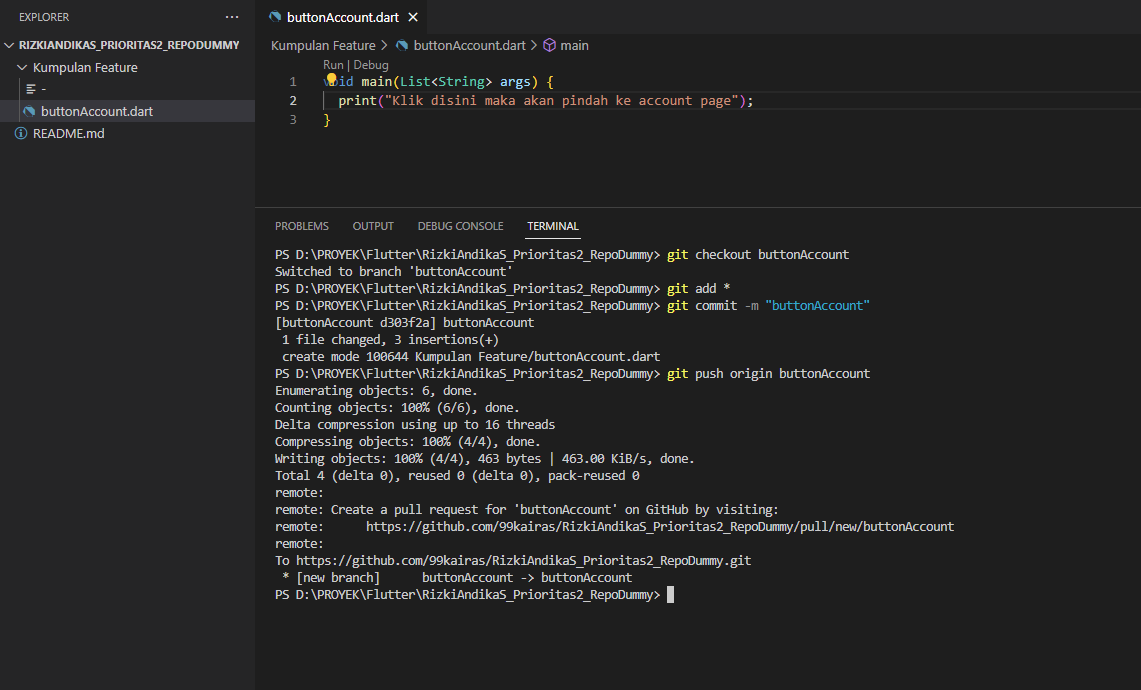 EXPLORER ...
RIZKIANDIKAS_PRIORITAS2_REPODUMMY
Kumpulan Feature
-
buttonAccount.dart
README.md
buttonAccount.dart
Kumpulan Feature > buttonAccount.dart > main
Run | Debug
1 void main(List<String> args) {
2 print("Klik disini maka akan pindah ke account page");
3 }
PROBLEMS OUTPUT DEBUG CONSOLE TERMINAL
PS D:\PROYEK\Flutter\RizkiAndikaS_Prioritas2_RepoDummy> git checkout buttonAccount
Switched to branch 'buttonAccount'
PS D:\PROYEK\Flutter\RizkiAndikaS_Prioritas2_RepoDummy> git add *
PS D:\PROYEK\Flutter\RizkiAndikaS_Prioritas2_RepoDummy> git commit -m "buttonAccount"
[buttonAccount d303f2a] buttonAccount
1 file changed, 3 insertions(+)
create mode 100644 Kumpulan Feature/buttonAccount.dart
PS D:\PROYEK\Flutter\RizkiAndikaS_Prioritas2_RepoDummy> git push origin buttonAccount
Enumerating objects: 6, done.
Counting objects: 100% (6/6), done.
Delta compression using up to 16 threads
Compressing objects: 100% (4/4), done.
Writing objects: 100% (4/4), 463 bytes | 463.00 KiB/s, done.
Total 4 (delta 0), reused 0 (delta 0), pack-reused 0
remote:
remote: Create a pull request for 'buttonAccount' on GitHub by visiting:
remote: https://github.com/99kairas/RizkiAndikaS_Prioritas2_RepoDummy/pull/new/buttonAccount
remote:
To https://github.com/99kairas/RizkiAndikaS_Prioritas2_RepoDummy.git
* [new branch] buttonAccount -> buttonAccount
PS D:\PROYEK\Flutter\RizkiAndikaS_Prioritas2_RepoDummy>